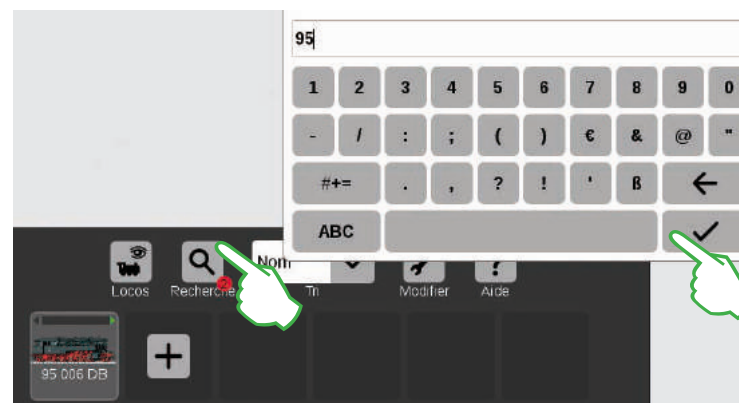 95
1 2 3 4 5 6 7 8 9 0
- / : ; ( ) € & @ "
#+= . , ? ! ' ß
ABC
Nom
?
Locos Recherche Tri Modifier Aide
95 006 DB